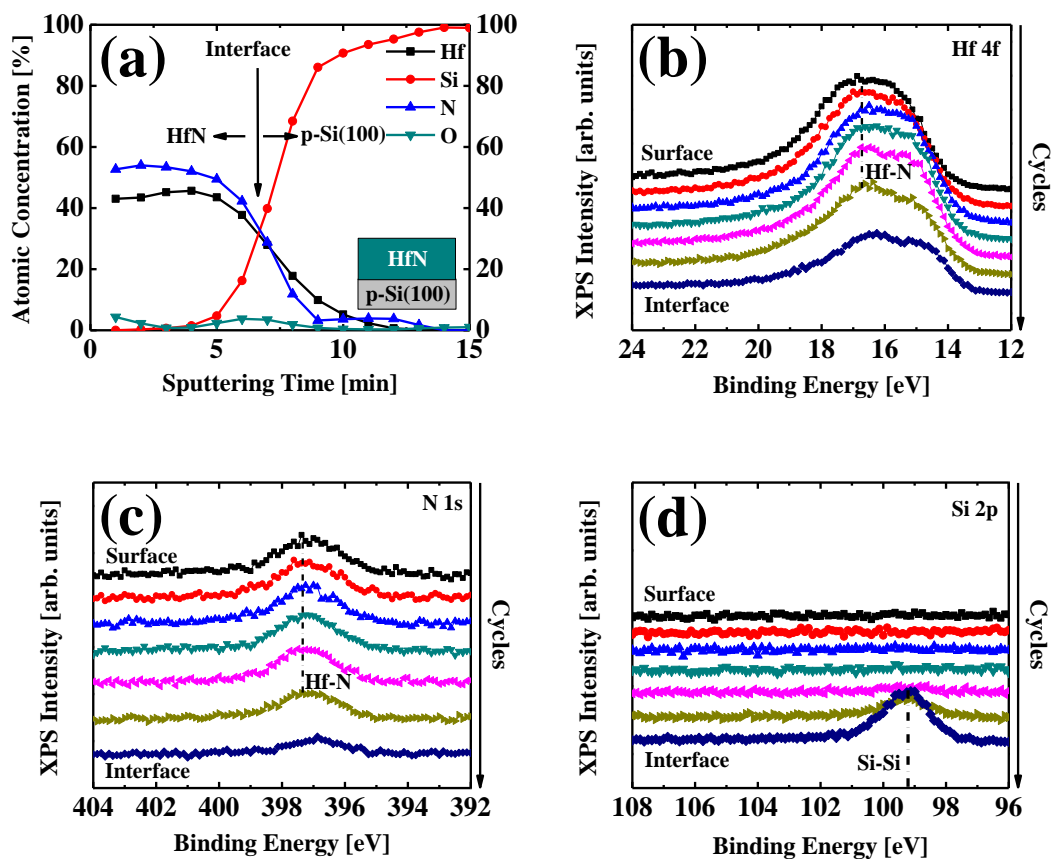 (a)
Interface
HfN
p-Si(100)
Hf
Si
N
O
HfN
p-Si(100)
Atomic Concentration [%]
100
80
60
40
20
0
100
80
60
40
20
0
0 5 10 15
Sputtering Time [min]
(b)
Hf 4f
Surface
Hf-N
Interface
XPS Intensity [arb. units]
Cycles
24 22 20 18 16 14 12
Binding Energy [eV]
(c)
N 1s
Surface
Hf-N
Interface
XPS Intensity [arb. units]
Cycles
404 402 400 398 396 394 392
Binding Energy [eV]
(d)
Si 2p
Surface
Si-Si
Interface
XPS Intensity [arb. units]
Cycles
108 106 104 102 100 98 96
Binding Energy [eV]